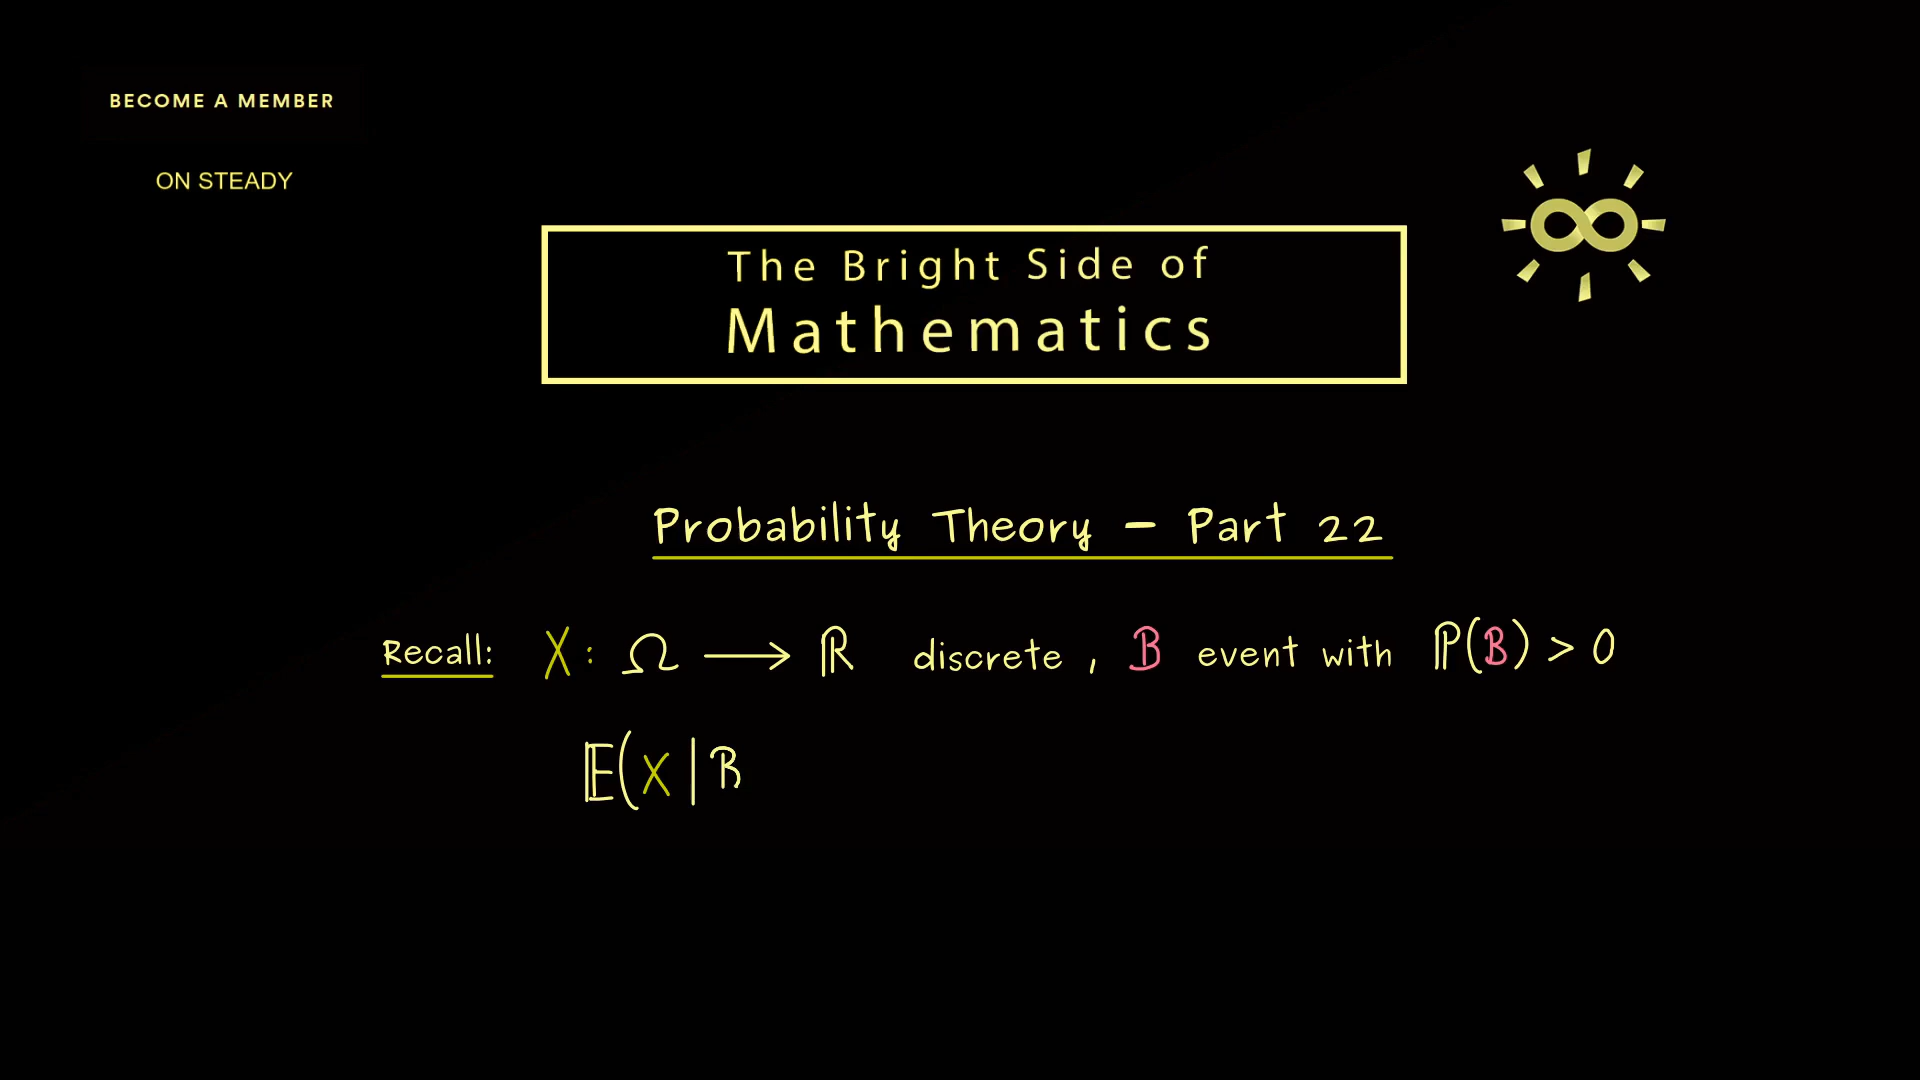 BECOME A MEMBER
ON STEADY
The Bright Side of
Mathematics
Probability Theory – Part 22
Recall: X: Ω ⟶ ℝ discrete , B event with ℙ(B) > 0
𝔼(X | B